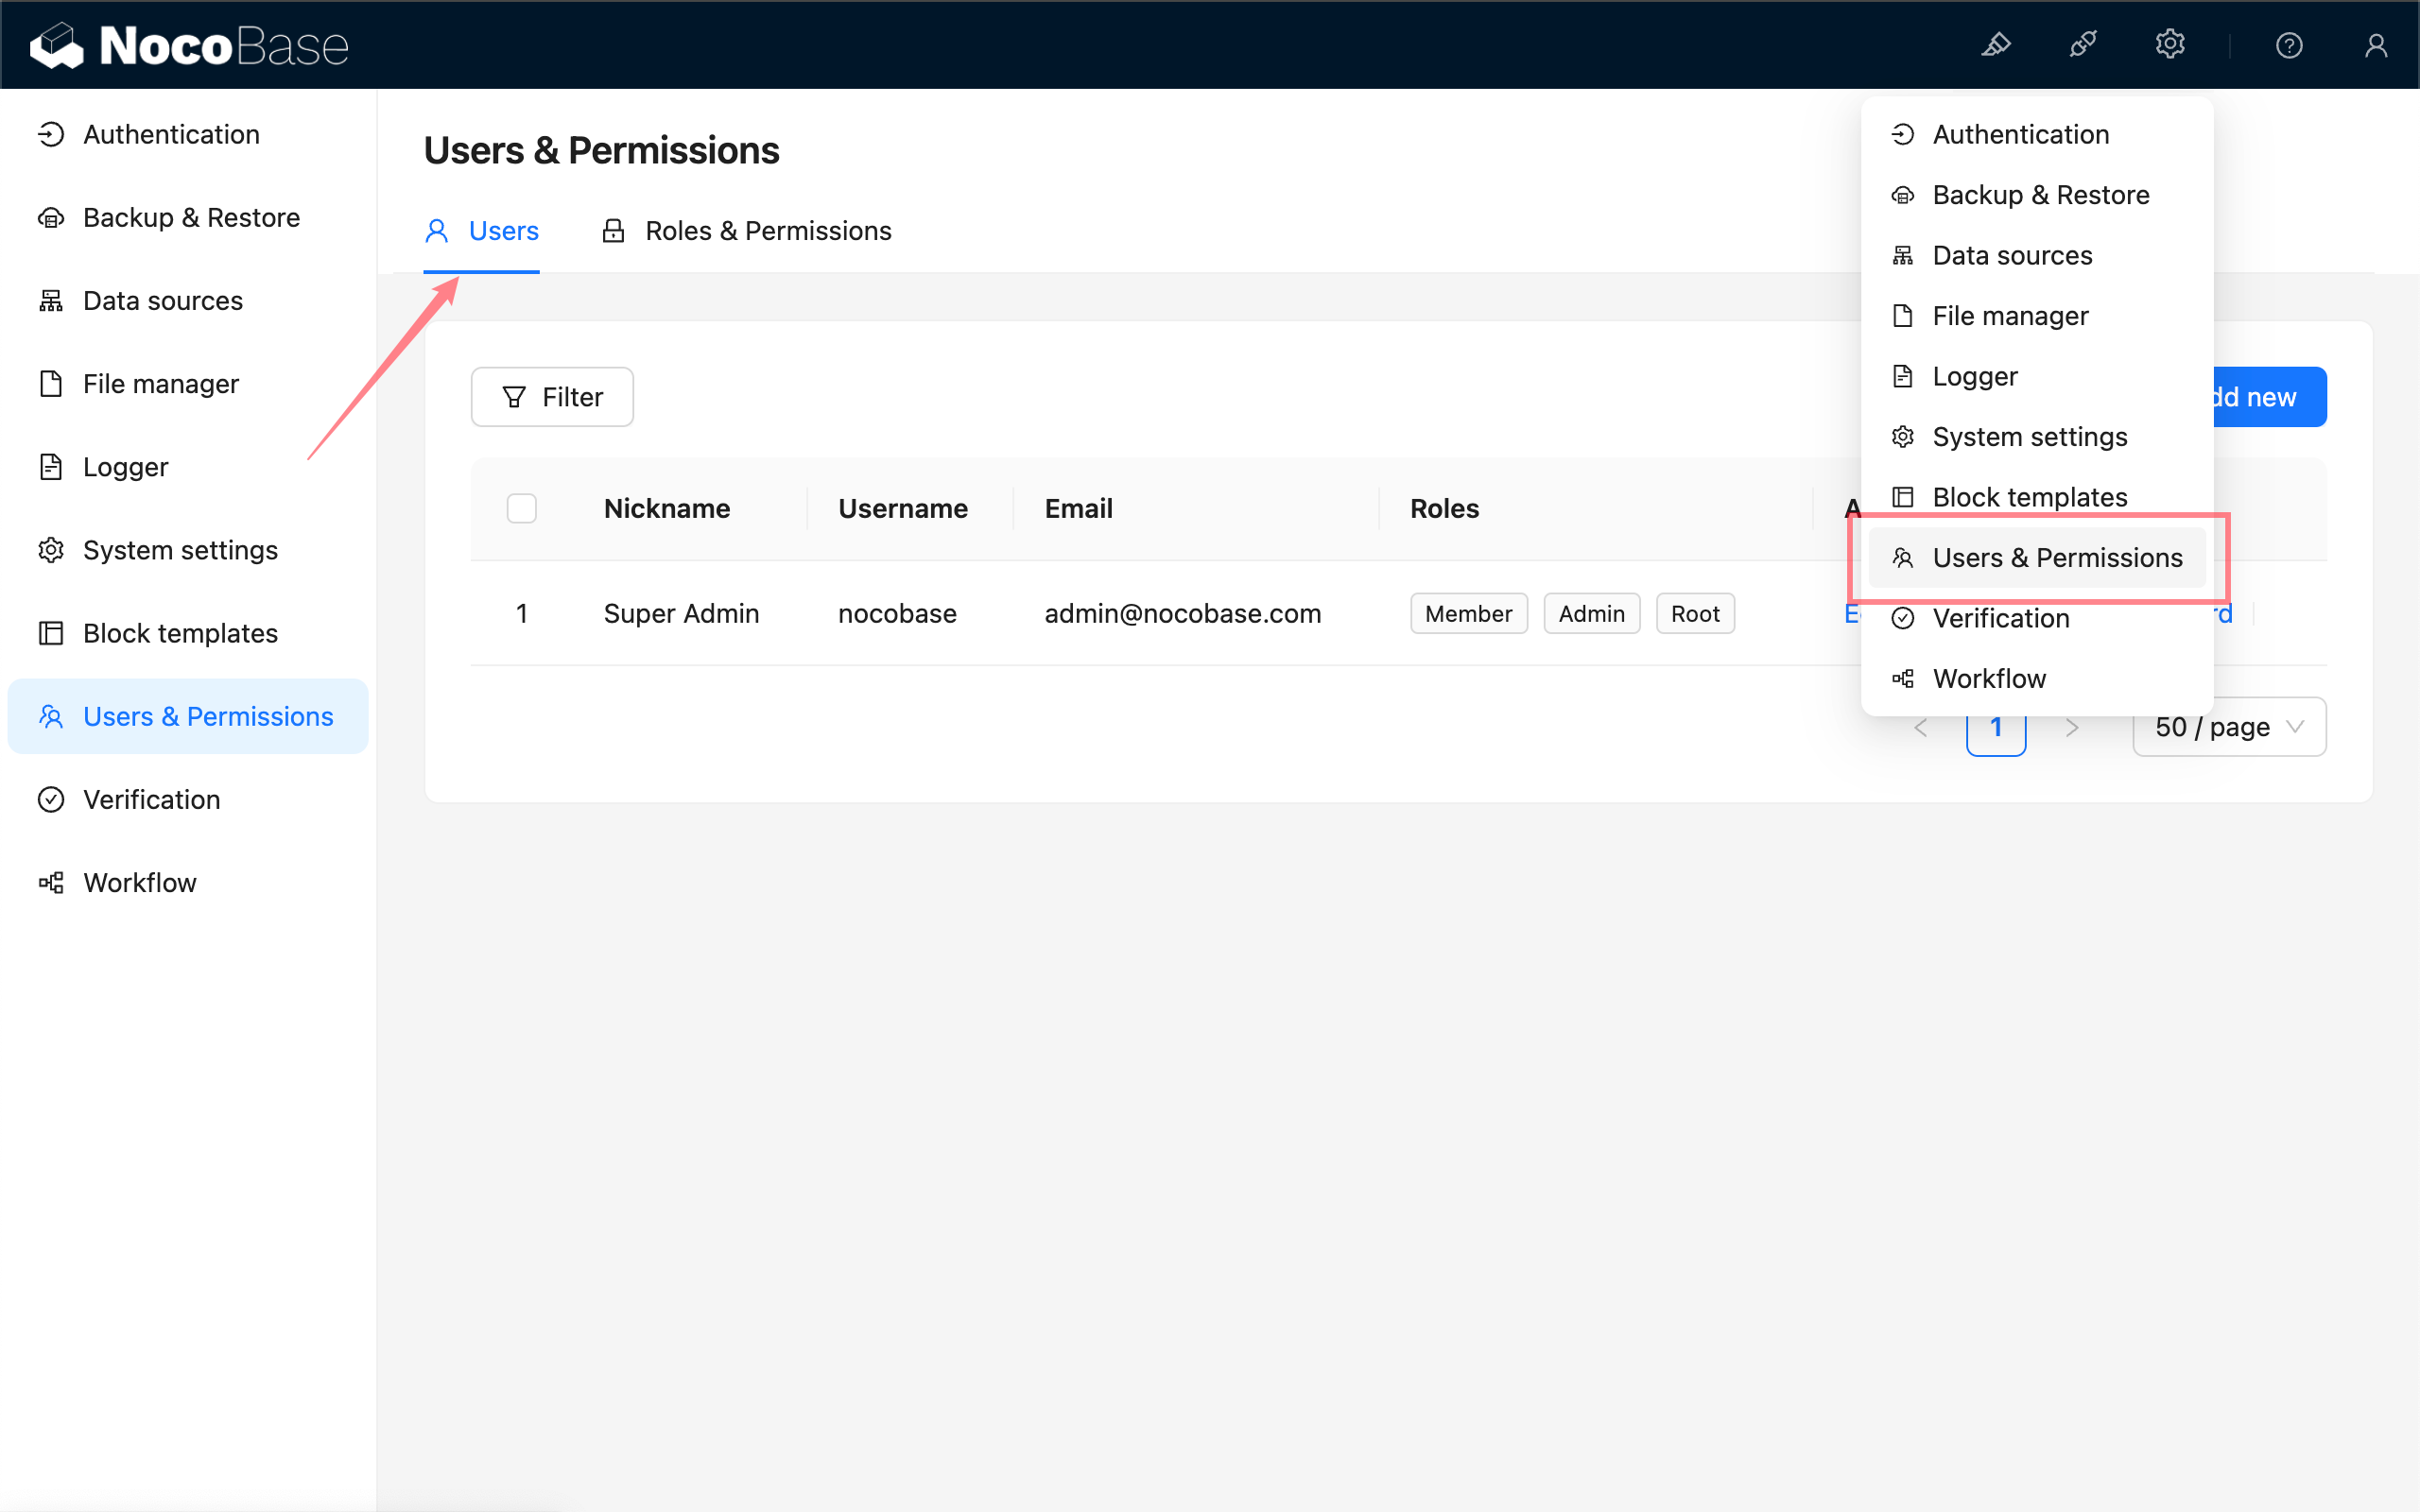 NocoBase
Authentication
Backup & Restore
Data sources
File manager
Logger
System settings
Block templates
Users & Permissions
Verification
Workflow
Users & Permissions
Users
Roles & Permissions
Filter
dd new
Nickname
Username
Email
Roles
A
1
Super Admin
nocobase
admin@nocobase.com
Member
Admin
Root
E
rd
1
50 / page
Authentication
Backup & Restore
Data sources
File manager
Logger
System settings
Block templates
Users & Permissions
Verification
Workflow